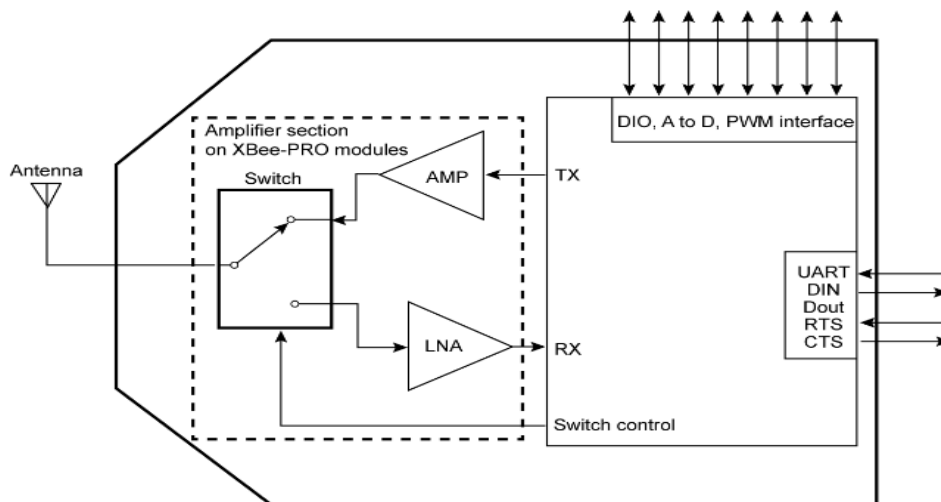 DIO, A to D, PWM interface
Amplifier section
on XBee-PRO modules
Antenna
Switch
AMP
TX
UART
DIN
Dout
RTS
CTS
LNA
RX
Switch control